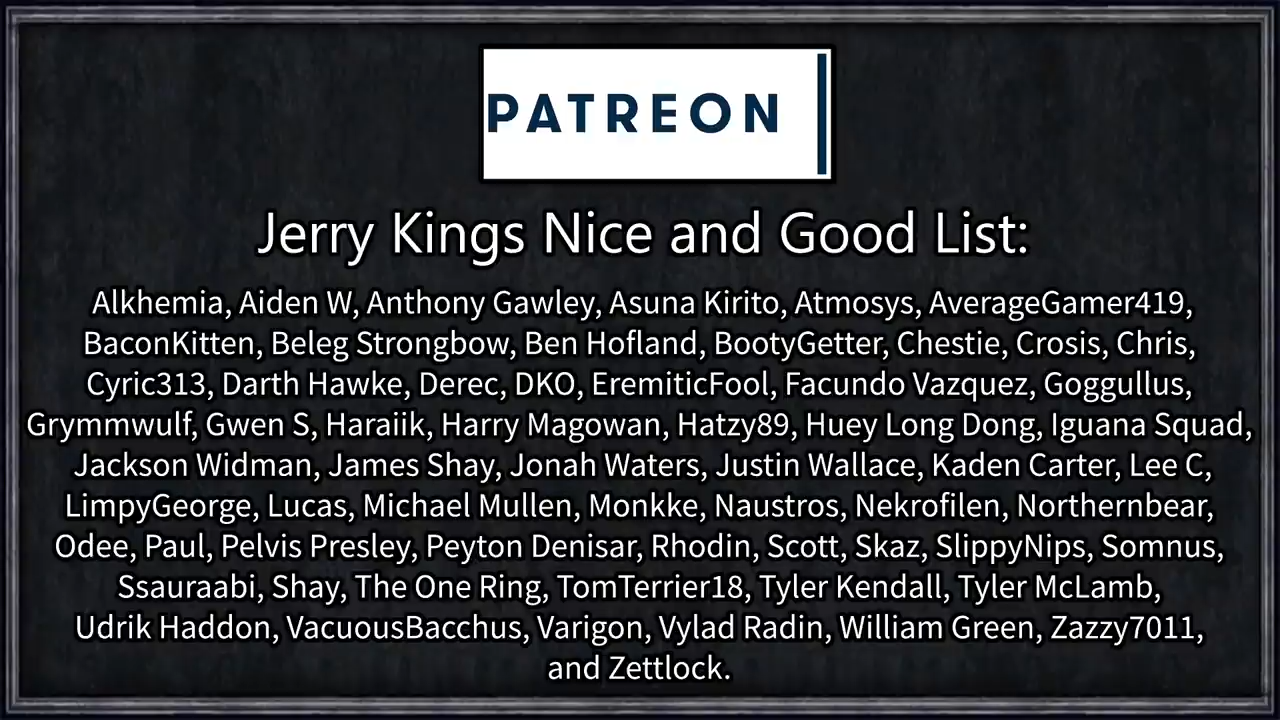 PATREON
Jerry Kings Nice and Good List:
Alkhemia, Aiden W, Anthony Gawley, Asuna Kirito, Atmosys, AverageGamer419,
BaconKitten, Beleg Strongbow, Ben Hofland, BootyGetter, Chestie, Crosis, Chris,
Cyric313, Darth Hawke, Derec, DKO, EremiticFool, Facundo Vazquez, Goggullus,
Grymmwulf, Gwen S, Haraiik, Harry Magowan, Hatzy89, Huey Long Dong, Iguana Squad,
Jackson Widman, James Shay, Jonah Waters, Justin Wallace, Kaden Carter, Lee C,
LimpyGeorge, Lucas, Michael Mullen, Monkke, Naustros, Nekrofilen, Northernbear,
Odee, Paul, Pelvis Presley, Peyton Denisar, Rhodin, Scott, Skaz, SlippyNips, Somnus,
Ssauraabi, Shay, The One Ring, TomTerrier18, Tyler Kendall, Tyler McLamb,
Udrik Haddon, VacuousBacchus, Varigon, Vylad Radin, William Green, Zazzy7011,
and Zettlock.